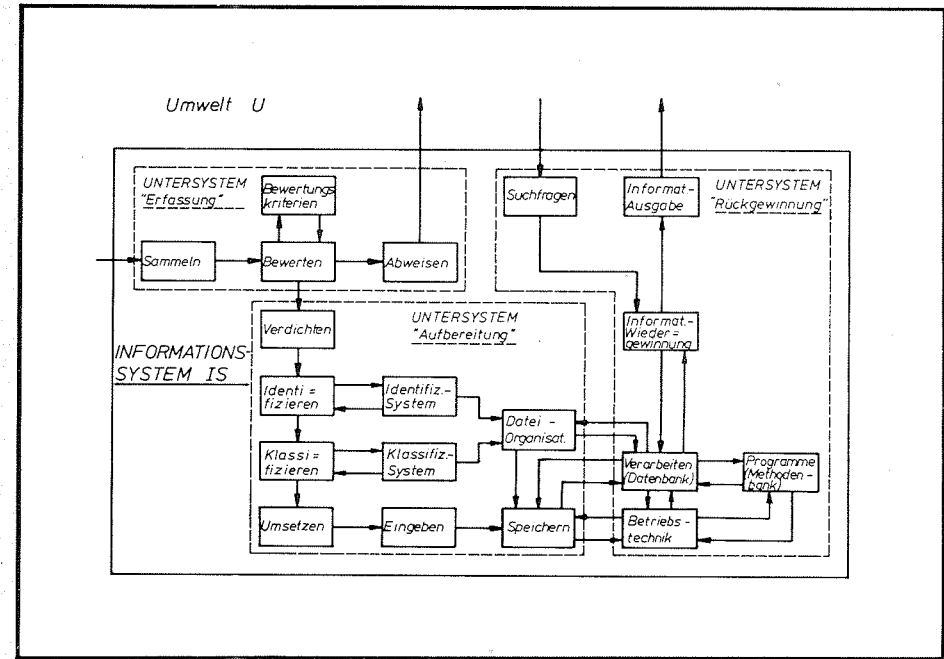 Umwelt U
UNTERSYSTEM
"Erfassung"
Bewertungs
kriterien
Sammeln
Bewerten
Abweisen
Suchfragen
Informat.-
Ausgabe
UNTERSYSTEM
"Rückgewinnung"
INFORMATIONS-
SYSTEM IS
Verdichten
UNTERSYSTEM
"Aufbereitung"
Identi =
fizieren
Identifiz.-
System
Klassi =
fizieren
Klassifiz.-
System
Datei -
Organisat.
Umsetzen
Eingeben
Speichern
Informat.-
Wieder =
gewinnung
Verarbeiten
(Datenbank)
Programme
(Methoden -
bank)
Betriebs -
technik